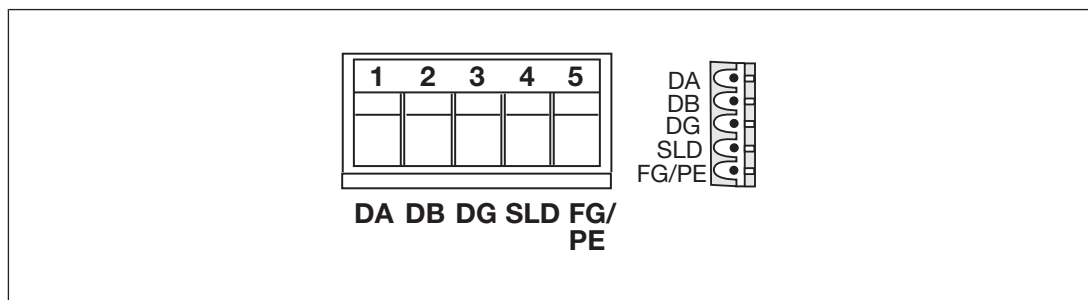 1 2 3 4 5
DA DB DG SLD FG/
PE
DA
DB
DG
SLD
FG/PE